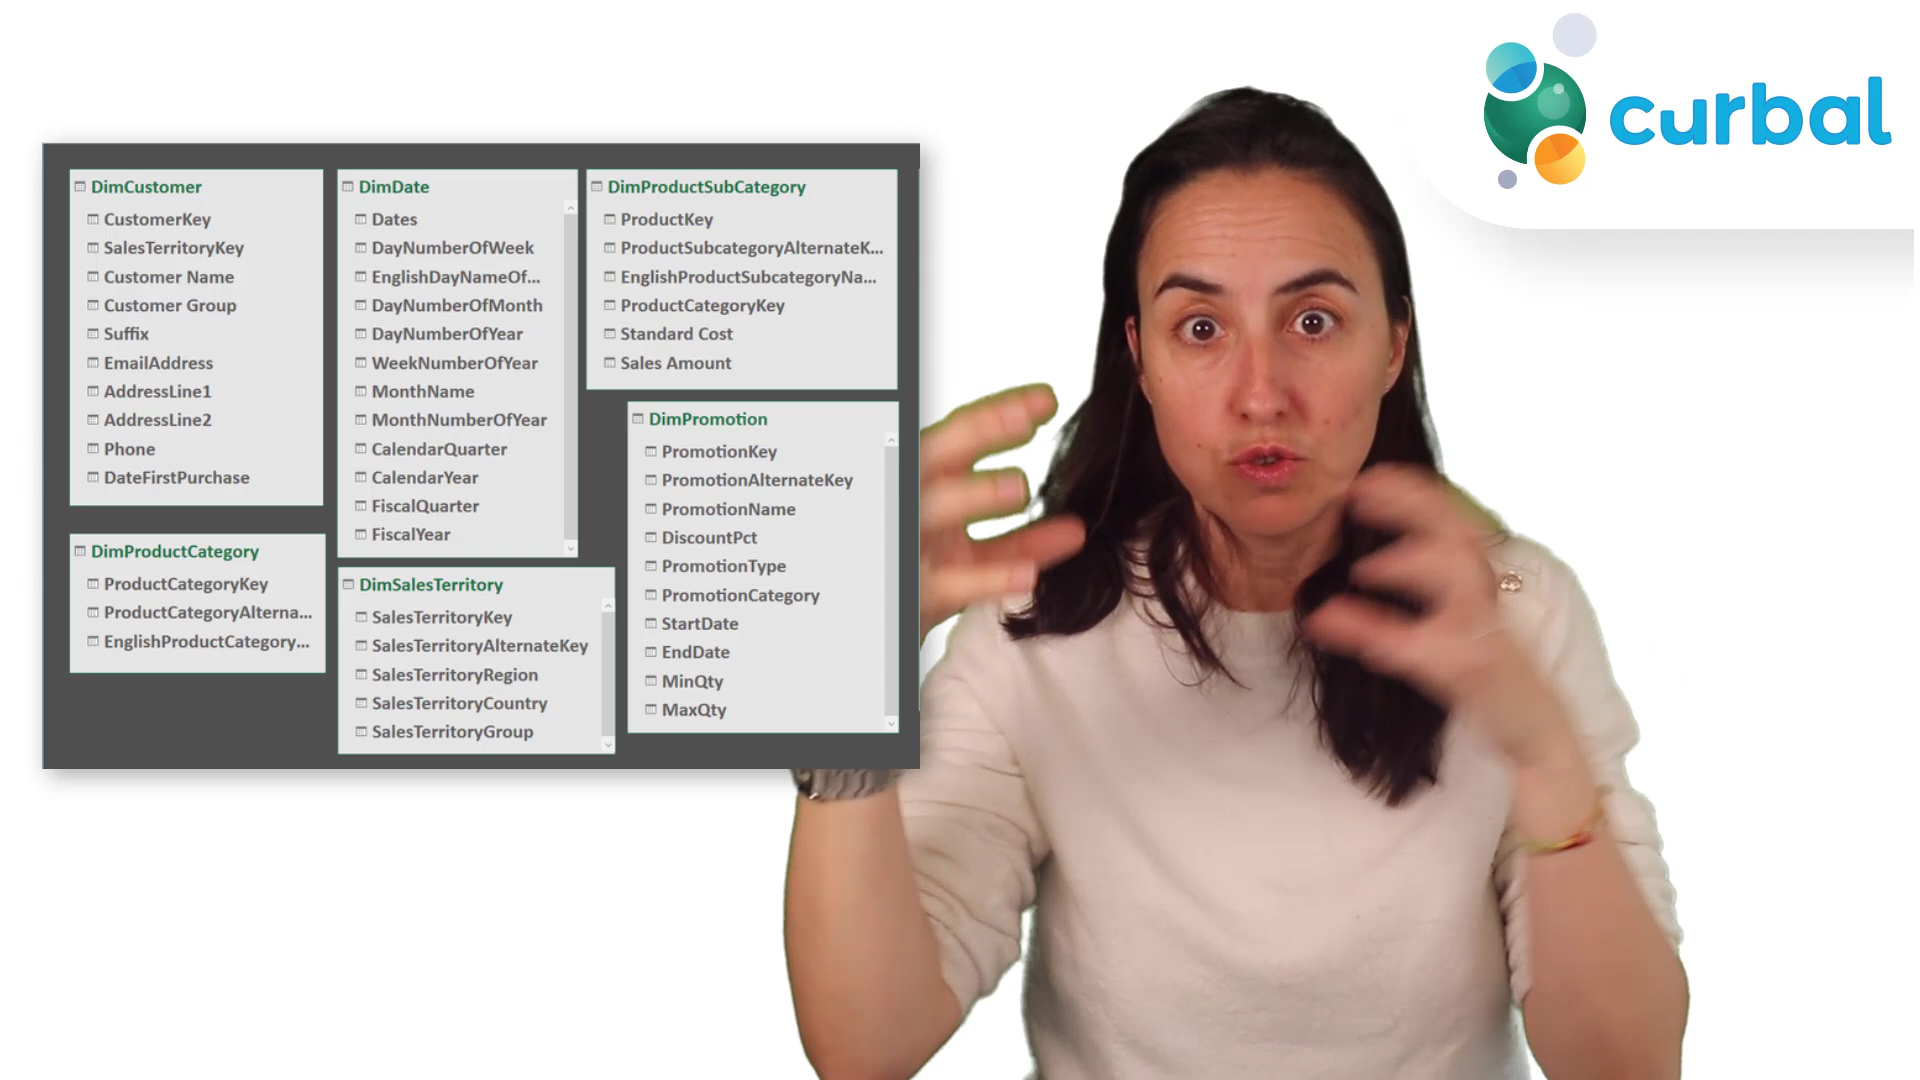 curbal
DimCustomer
CustomerKey
SalesTerritoryKey
Customer Name
Customer Group
Suffix
EmailAddress
AddressLine1
AddressLine2
Phone
DateFirstPurchase
DimProductCategory
ProductCategoryKey
ProductCategoryAlterna...
EnglishProductCategory...
DimDate
Dates
DayNumberOfWeek
EnglishDayNameOf...
DayNumberOfMonth
DayNumberOfYear
WeekNumberOfYear
MonthName
MonthNumberOfYear
CalendarQuarter
CalendarYear
FiscalQuarter
FiscalYear
DimSalesTerritory
SalesTerritoryKey
SalesTerritoryAlternateKey
SalesTerritoryRegion
SalesTerritoryCountry
SalesTerritoryGroup
DimProductSubCategory
ProductKey
ProductSubcategoryAlternateK...
EnglishProductSubcategoryNa...
ProductCategoryKey
Standard Cost
Sales Amount
DimPromotion
PromotionKey
PromotionAlternateKey
PromotionName
DiscountPct
PromotionType
PromotionCategory
StartDate
EndDate
MinQty
MaxQty